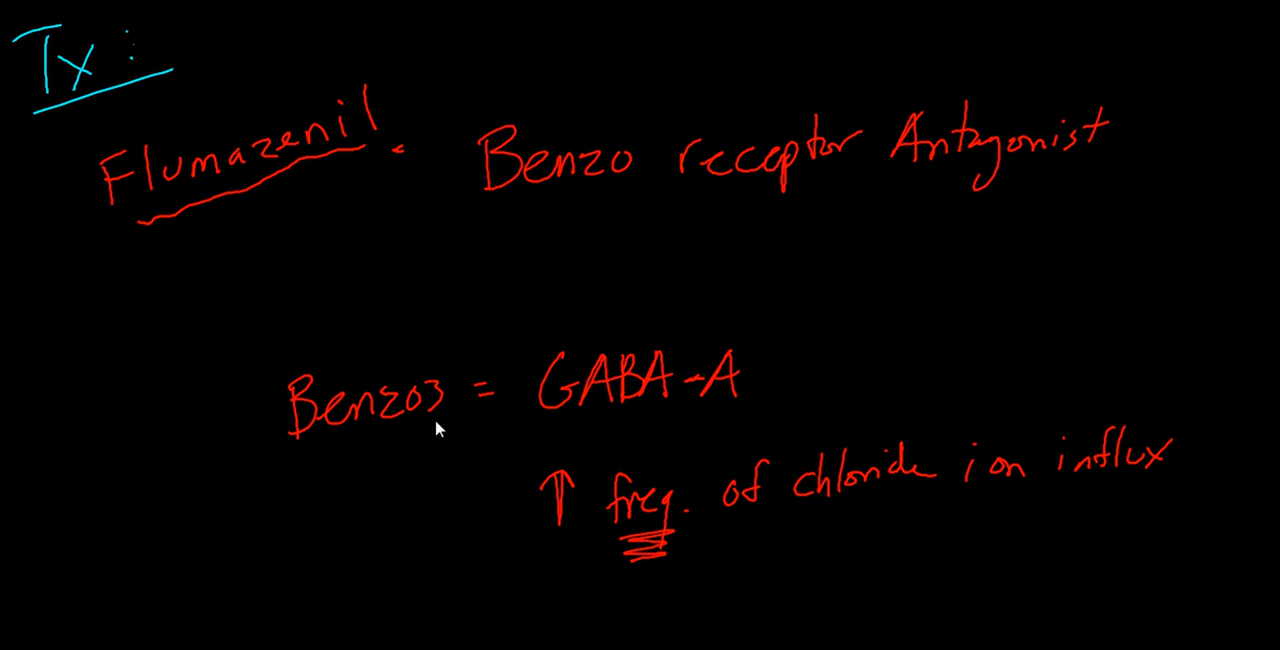 Tx:
Flumazenil. Benzo receptor Antagonist
Benzos = GABA-A
↑ freq. of chloride ion influx